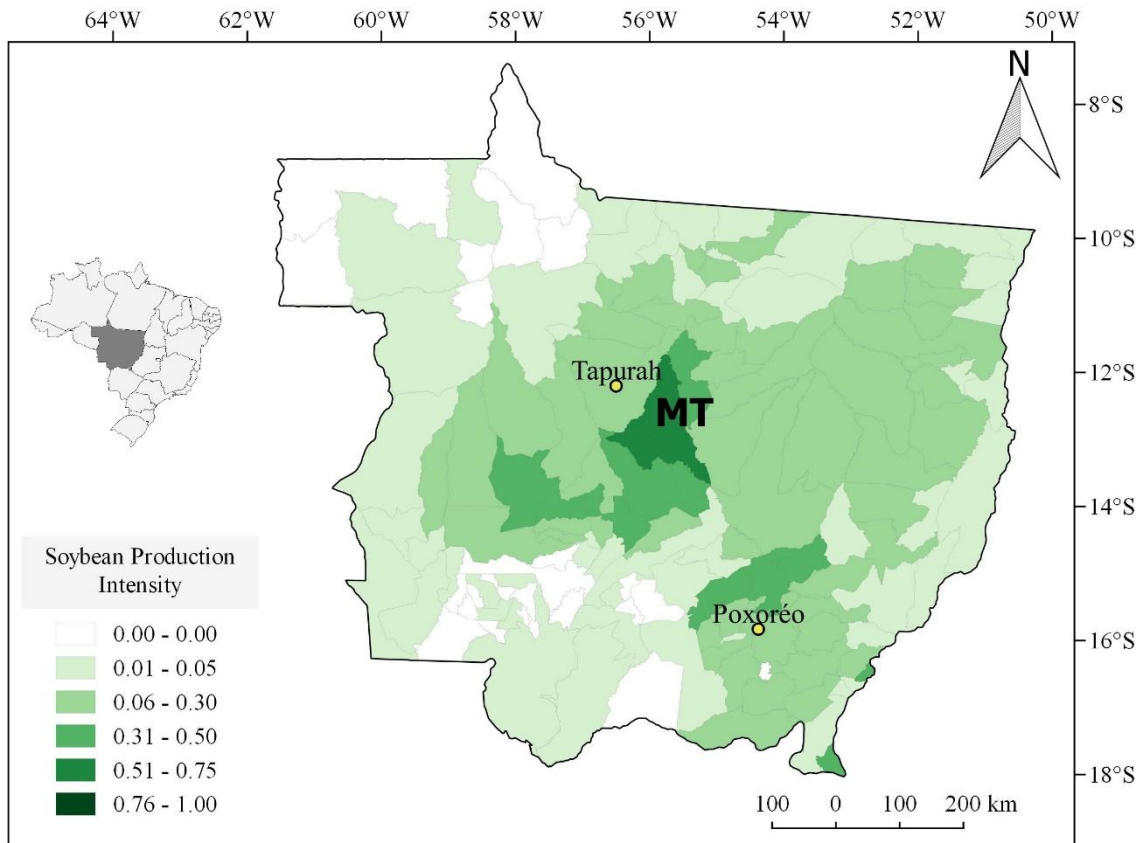 64°W 62°W 60°W 58°W 56°W 54°W 52°W 50°W
N
8°S
10°S
12°S
14°S
16°S
18°S
Tapurah
MT
Poxoréo
Soybean Production
Intensity
0.00 - 0.00
0.01 - 0.05
0.06 - 0.30
0.31 - 0.50
0.51 - 0.75
0.76 - 1.00
100 0 100 200 km